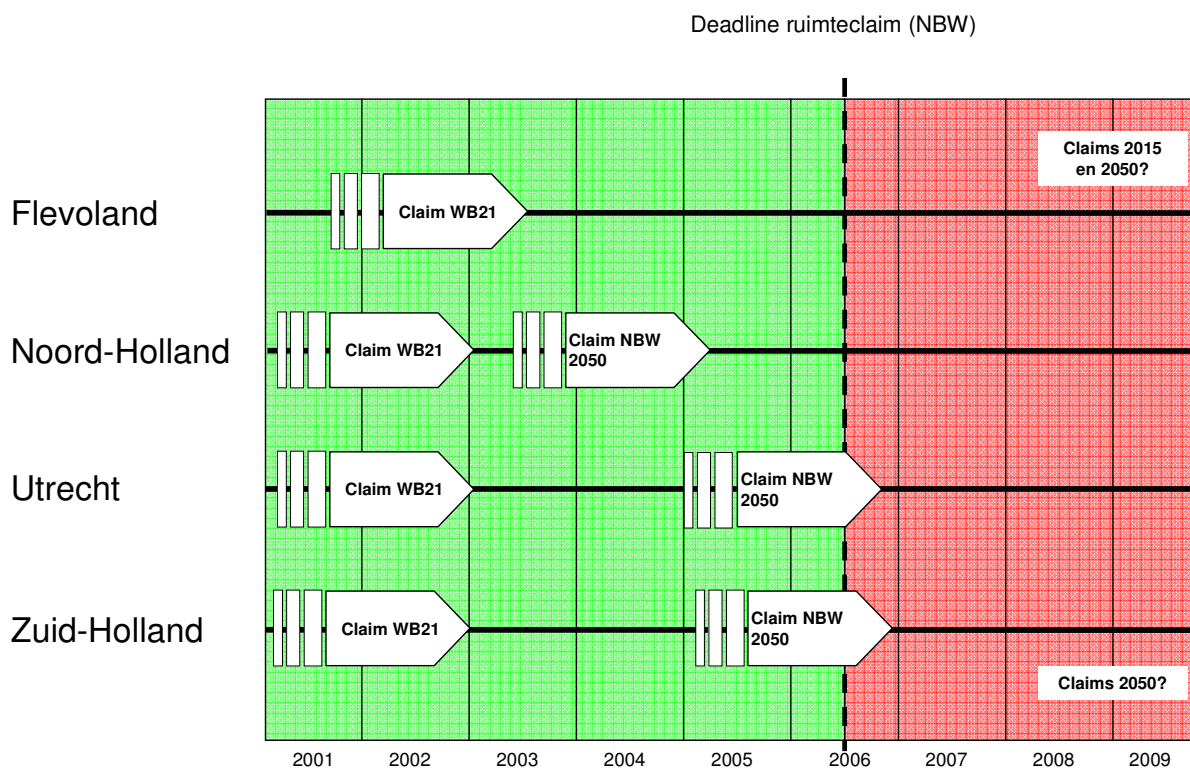 Deadline ruimteclaim (NBW)
Claims 2015
en 2050?
Flevoland
Claim WB21
Noord-Holland
Claim WB21
Claim NBW
2050
Utrecht
Claim WB21
Claim NBW
2050
Zuid-Holland
Claim WB21
Claim NBW
2050
Claims 2050?
2001 2002 2003 2004 2005 2006 2007 2008 2009